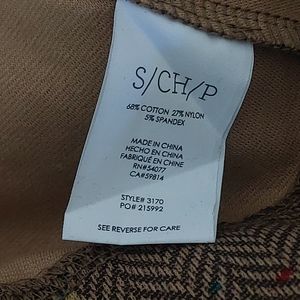 S/CH/P
68% COTTON 27% NYLON
5% SPANDEX
MADE IN CHINA
HECHO EN CHINA
FABRIQUÉ EN CHINE
RN#54077
CA#59814
STYLE# 3170
PO# 215992
SEE REVERSE FOR CARE